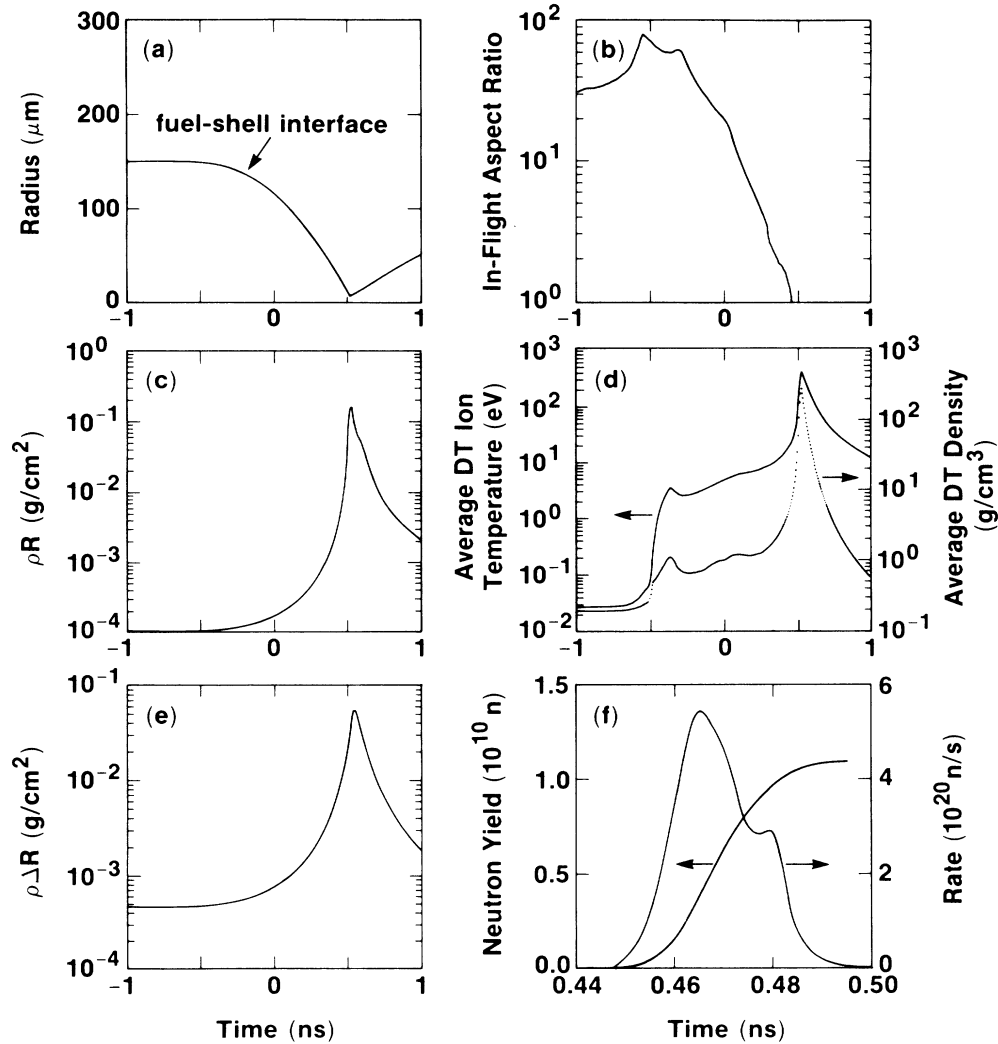 (a)
300
200
100
0
Radius (μm)
fuel-shell interface
−1
0
1
(b)
10²
10¹
10⁰
In-Flight Aspect Ratio
−1
0
1
(c)
10⁰
10⁻¹
10⁻²
10⁻³
10⁻⁴
ρR (g/cm²)
−1
0
1
(d)
10³
10²
10¹
10⁰
10⁻¹
10⁻²
Average DT Ion
Temperature (eV)
10³
10²
10¹
10⁰
10⁻¹
Average DT Density
(g/cm³)
−1
0
1
(e)
10⁻¹
10⁻²
10⁻³
10⁻⁴
ρΔR (g/cm²)
−1
0
1
Time (ns)
(f)
1.5
1.0
0.5
0.0
Neutron Yield (10¹⁰ n)
6
4
2
0
Rate (10²⁰n/s)
0.44
0.46
0.48
0.50
Time (ns)